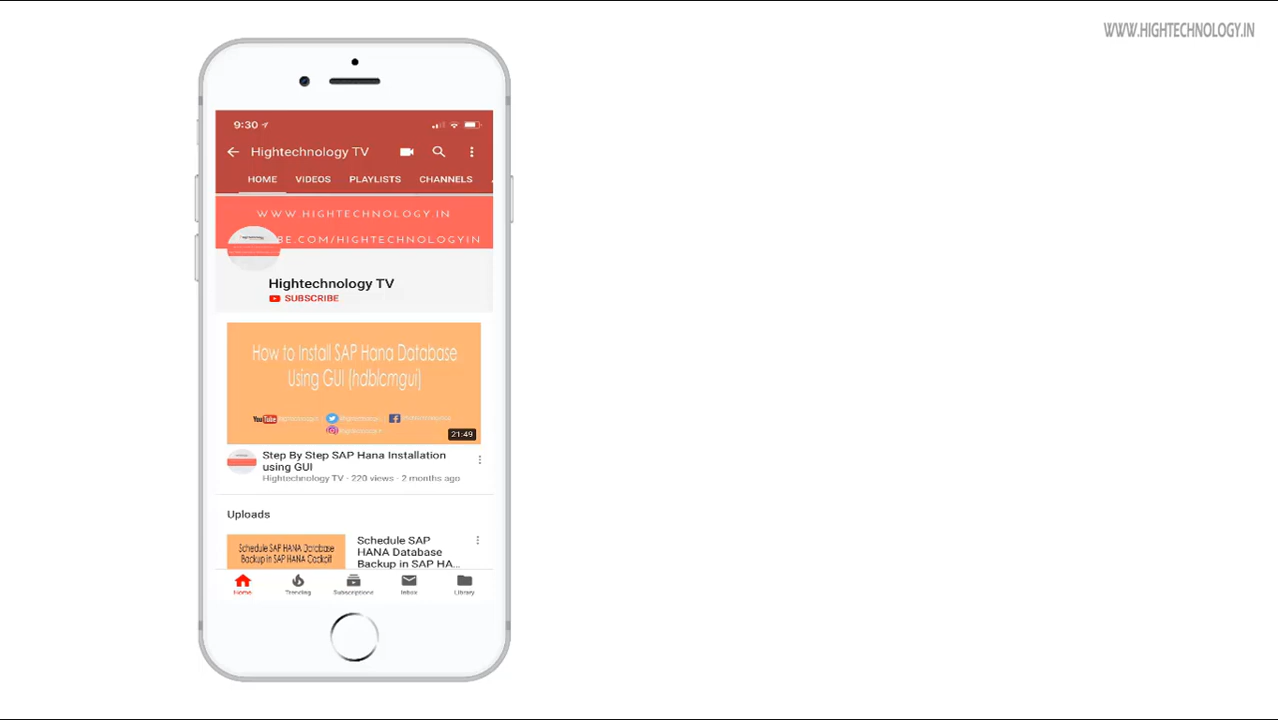 WWW.HIGHTECHNOLOGY.IN
9:30
Hightechnology TV
HOME VIDEOS PLAYLISTS CHANNELS
WWW.HIGHTECHNOLOGY.IN
BE.COM/HIGHTECHNOLOGYIN
Hightechnology TV
SUBSCRIBE
How to Install SAP Hana Database
Using GUI (hdblcmgui)
YouTube
21:49
Step By Step SAP Hana Installation
using GUI
Hightechnology TV · 220 views · 2 months ago
Uploads
Schedule SAP HANA Database
Backup in SAP HANA Cockpit
Schedule SAP
HANA Database
Backup in SAP HA...
Home Trending Subscriptions Inbox Library